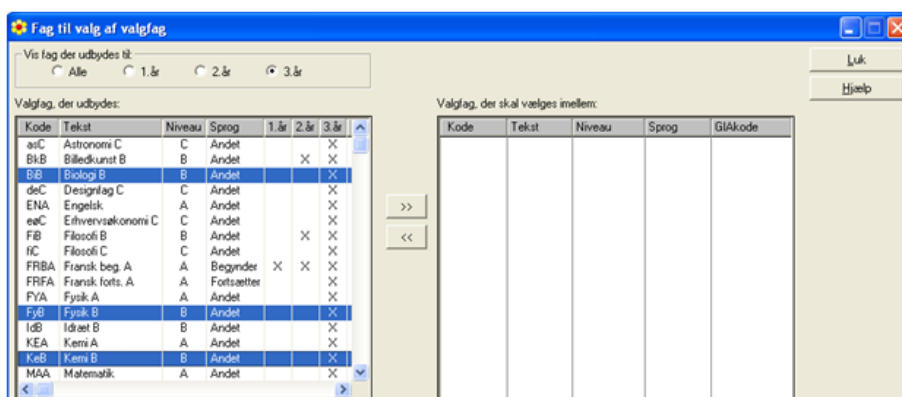 Fag til valg af valgfag
Vis fag der udbydes til:
Alle 1.år 2.år 3.år
Luk
Hjælp
Valgfag, der udbydes:
Kode Tekst Niveau Sprog 1.år 2.år 3.år
asC Astronomi C C Andet X
BkB Billedkunst B B Andet X X
BiB Biologi B B Andet X
deC Designfag C C Andet X
ENA Engelsk A Andet X
eøC Erhvervsøkonomi C C Andet X
FiB Filosofi B B Andet X X
fiC Filosofi C C Andet X
FRBA Fransk beg. A A Begynder X X X
FRFA Fransk forts. A A Fortsætter X
FYA Fysik A A Andet X
FyB Fysik B B Andet X
IdB Idræt B B Andet X
KEA Kemi A A Andet X
KeB Kemi B B Andet X
MAA Matematik A Andet X
>>
<<
Valgfag, der skal vælges imellem:
Kode Tekst Niveau Sprog GIAkode